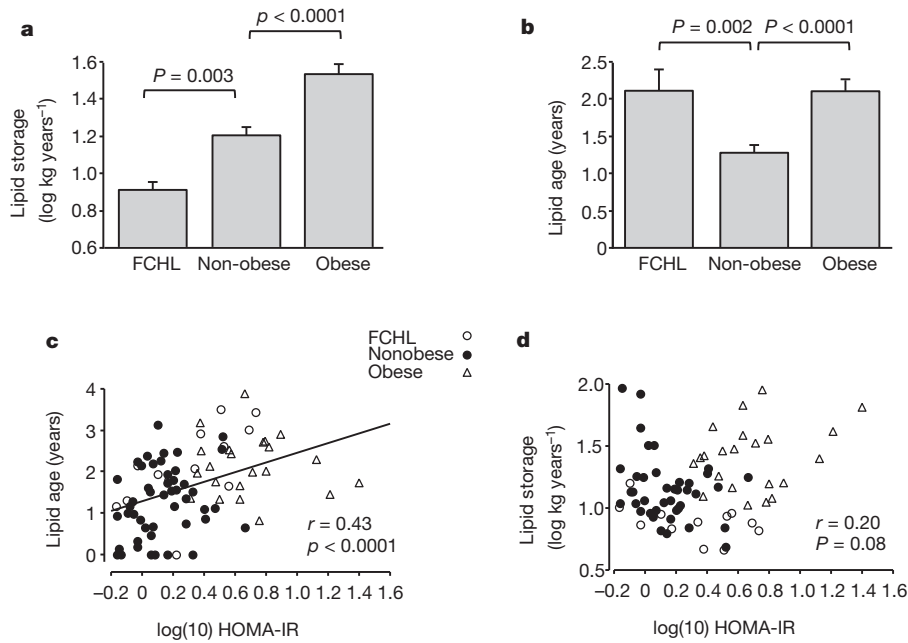 a
p < 0.0001
P = 0.003
Lipid storage
(log kg years⁻¹)
1.6
1.4
1.2
1.0
0.8
0.6
FCHL Non-obese Obese
b
P = 0.002 P < 0.0001
Lipid age (years)
2.5
2.0
1.5
1.0
0.5
0
FCHL Non-obese Obese
c
FCHL
Nonobese
Obese
Lipid age (years)
4
3
2
1
0
r = 0.43
p < 0.0001
−0.2 0 0.2 0.4 0.6 0.8 1.0 1.2 1.4 1.6
log(10) HOMA-IR
d
Lipid storage
(log kg years⁻¹)
2.0
1.5
1.0
0.5
r = 0.20
P = 0.08
−0.2 0 0.2 0.4 0.6 0.8 1.0 1.2 1.4 1.6
log(10) HOMA-IR